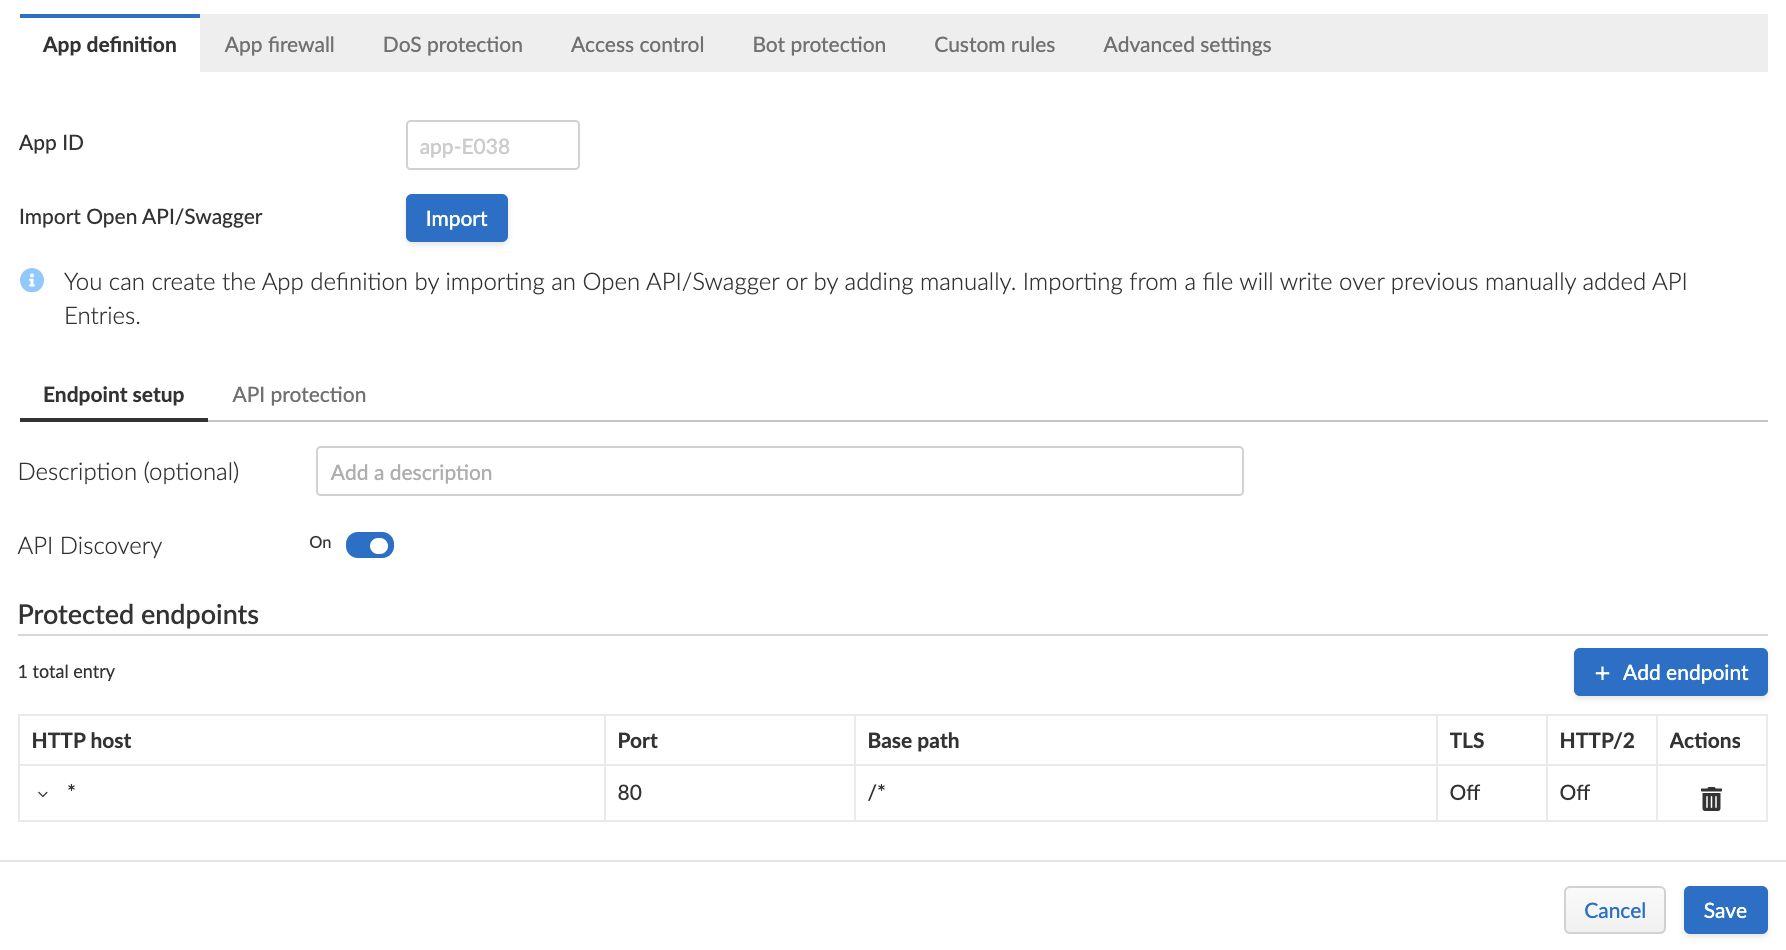 App definition App firewall DoS protection Access control Bot protection Custom rules Advanced settings
App ID app-E038
Import Open API/Swagger Import
You can create the App definition by importing an Open API/Swagger or by adding manually. Importing from a file will write over previous manually added API
Entries.
Endpoint setup API protection
Description (optional) Add a description
API Discovery On
Protected endpoints
1 total entry + Add endpoint
HTTP host Port Base path TLS HTTP/2 Actions
* 80 /* Off Off
Cancel Save